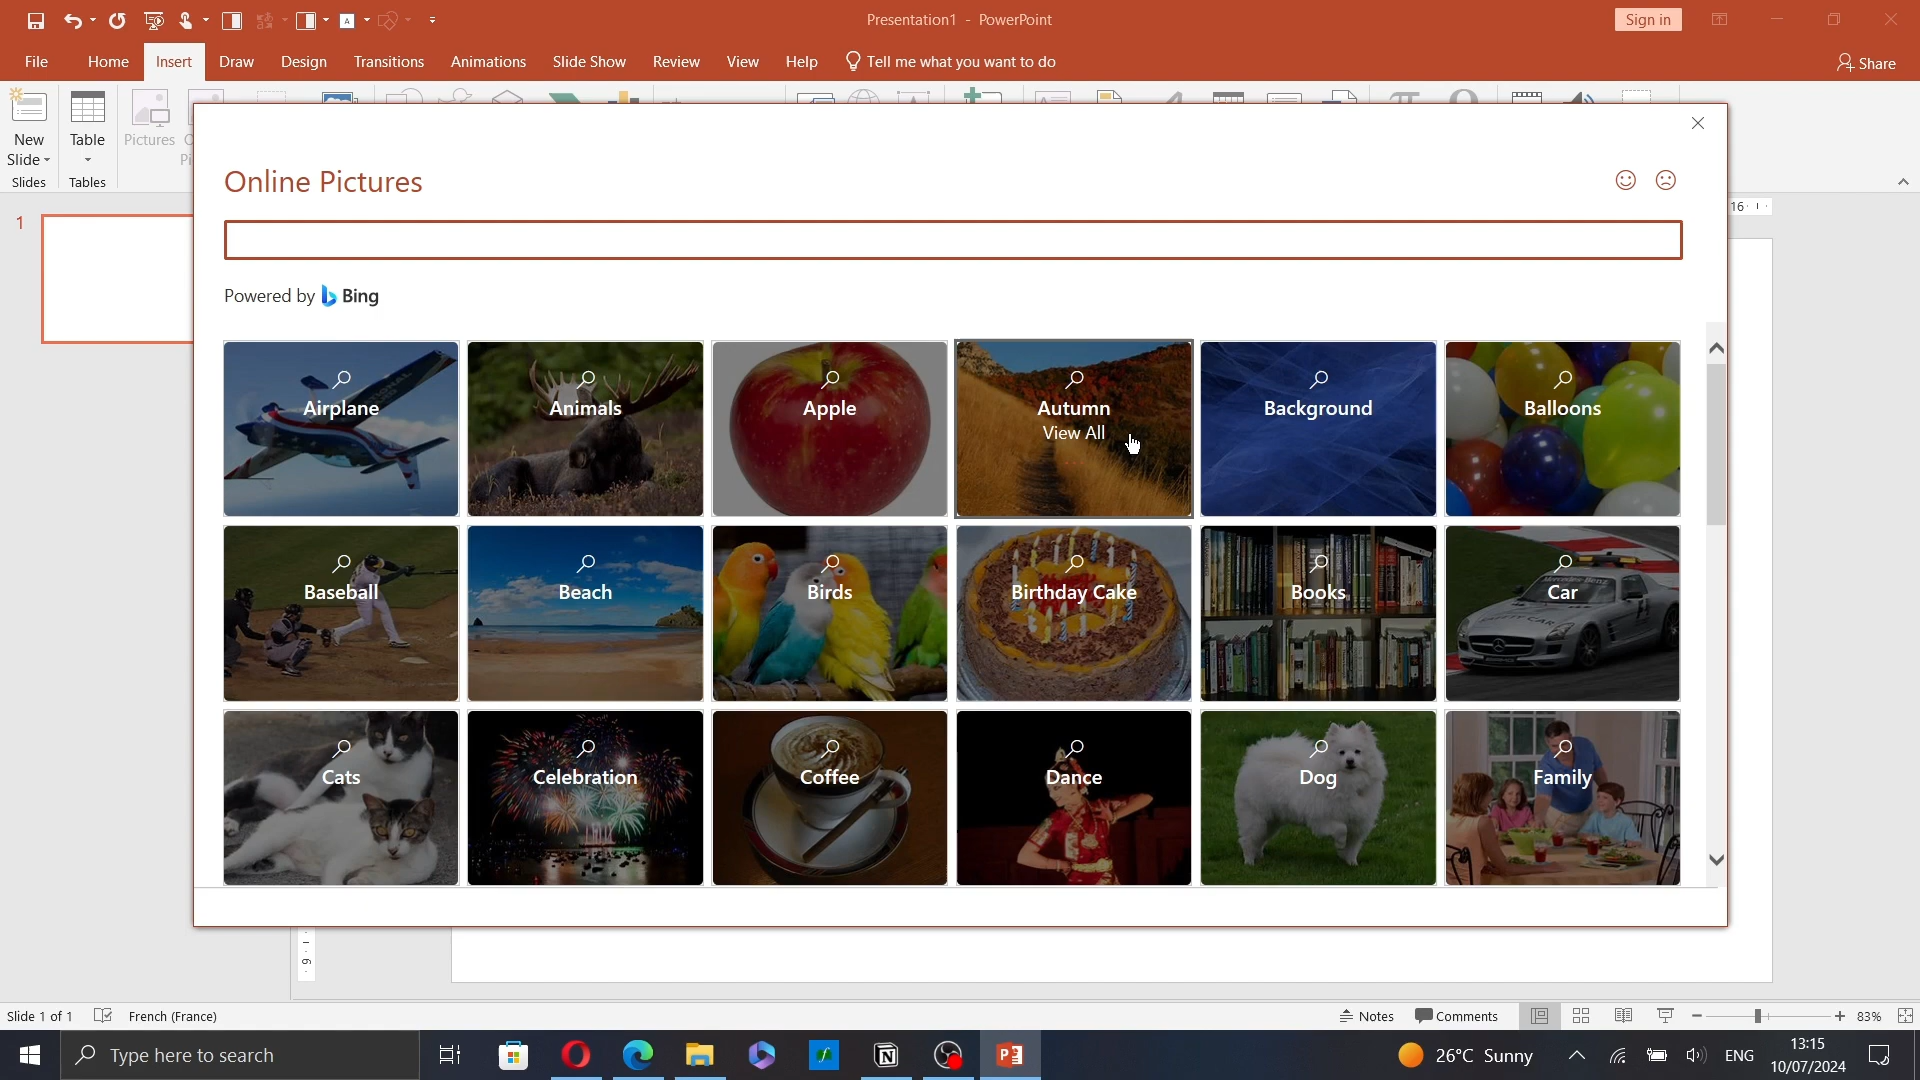 Presentation1 - PowerPoint
Sign in
File Home Insert Draw Design Transitions Animations Slide Show Review View Help Tell me what you want to do
Share
New Slide
Table
Pictures
Slides
Tables
16
1
Online Pictures
Powered by Bing
Airplane
Animals
Apple
Autumn
View All
Background
Balloons
Baseball
Beach
Birds
Birthday Cake
Books
Car
Cats
Celebration
Coffee
Dance
Dog
Family
Slide 1 of 1 French (France) Notes Comments 83%
Type here to search
26°C Sunny
ENG
13:15
10/07/2024